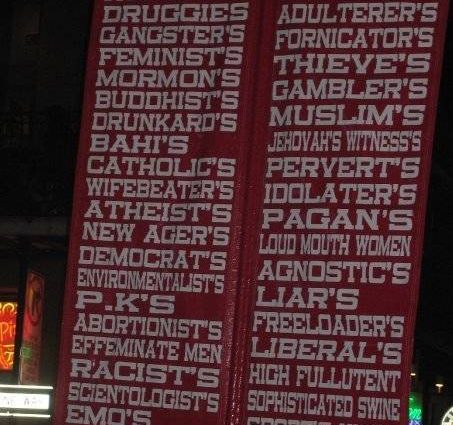 DRUGGIES
GANGSTER'S
FEMINIST'S
MORMON'S
BUDDHIST'S
DRUNKARD'S
BAHI'S
CATHOLIC'S
WIFEBEATER'S
ATHEIST'S
NEW AGER'S
DEMOCRAT'S
ENVIRONMENTALIST'S
P.K'S
ABORTIONIST'S
EFFEMINATE MEN
RACIST'S
SCIENTOLOGIST'S
EMO'S
ADULTERER'S
FORNICATOR'S
THIEVE'S
GAMBLER'S
MUSLIM'S
JEHOVAH'S WITNESS'S
PERVERT'S
IDOLATER'S
PAGAN'S
LOUD MOUTH WOMEN
AGNOSTIC'S
LIAR'S
FREELOADER'S
LIBERAL'S
HIGH FULLUTENT
SOPHISTICATED SWINE